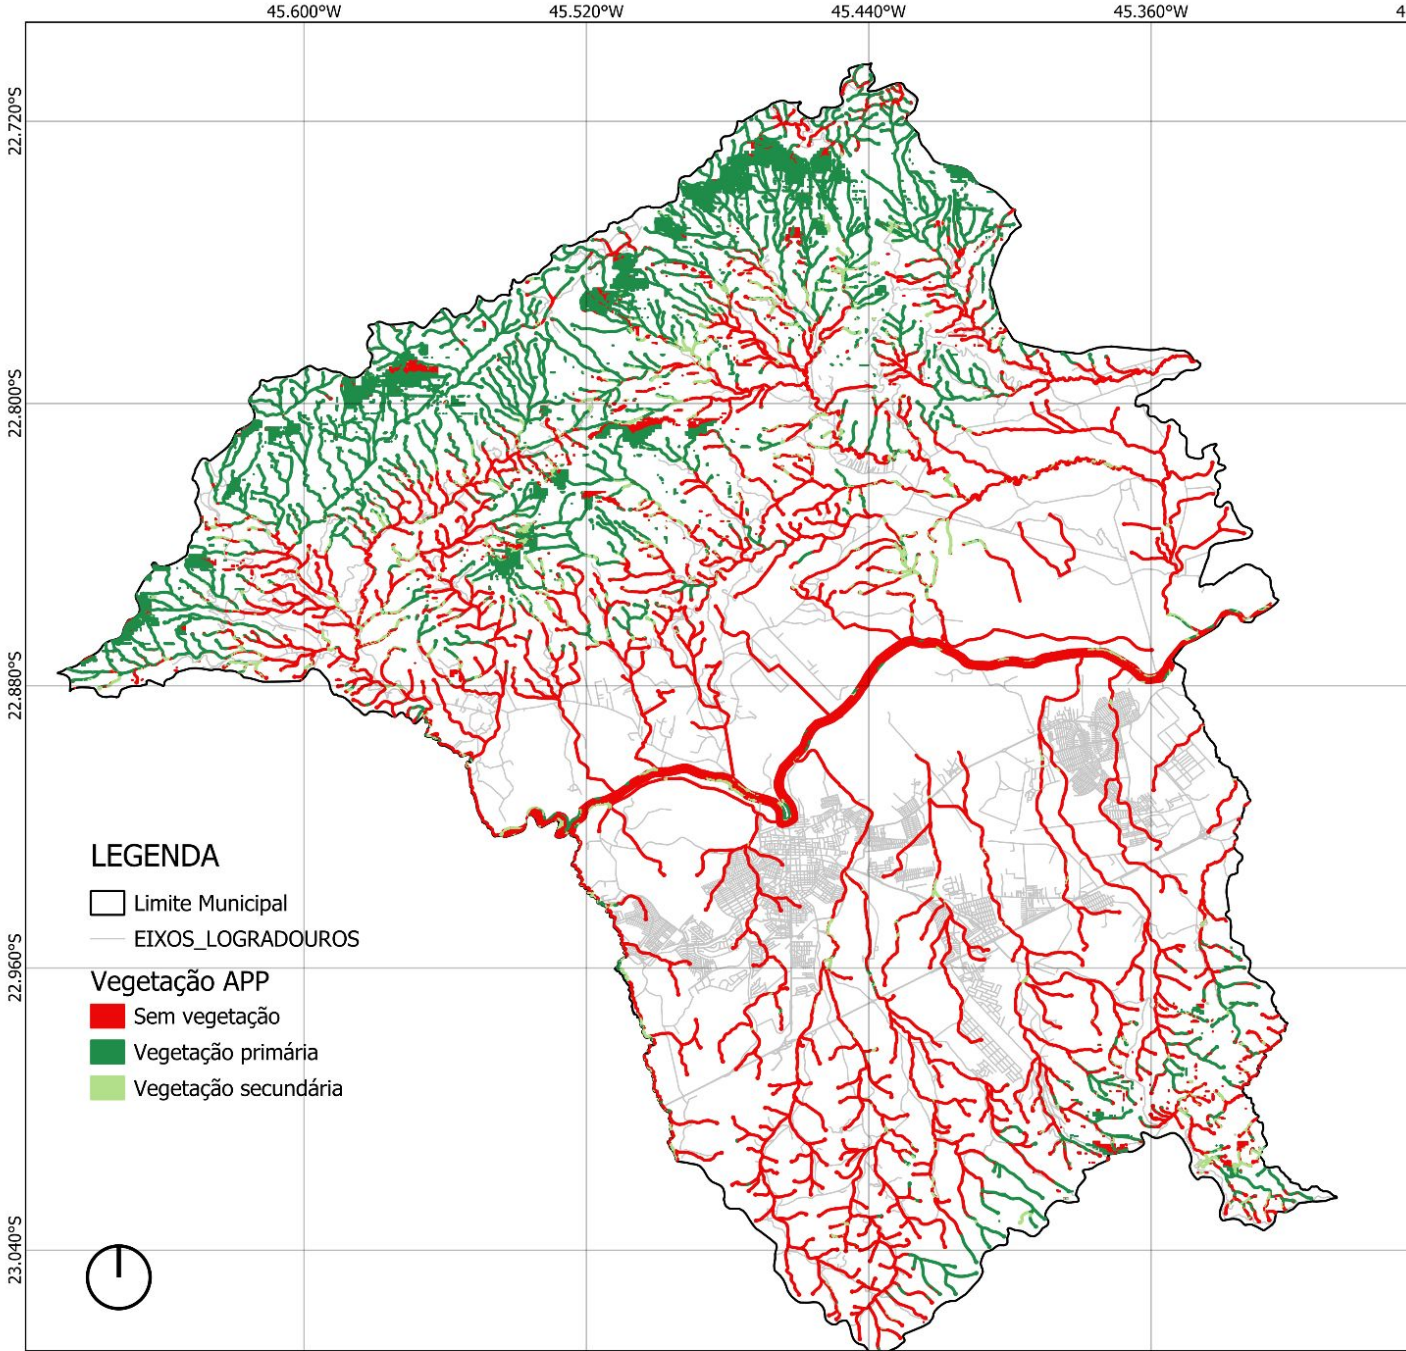 45.600°W 45.520°W 45.440°W 45.360°W 4
22.720°S
22.800°S
22.880°S
22.960°S
23.040°S
LEGENDA
Limite Municipal
EIXOS_LOGRADOUROS
Vegetação APP
Sem vegetação
Vegetação primária
Vegetação secundária